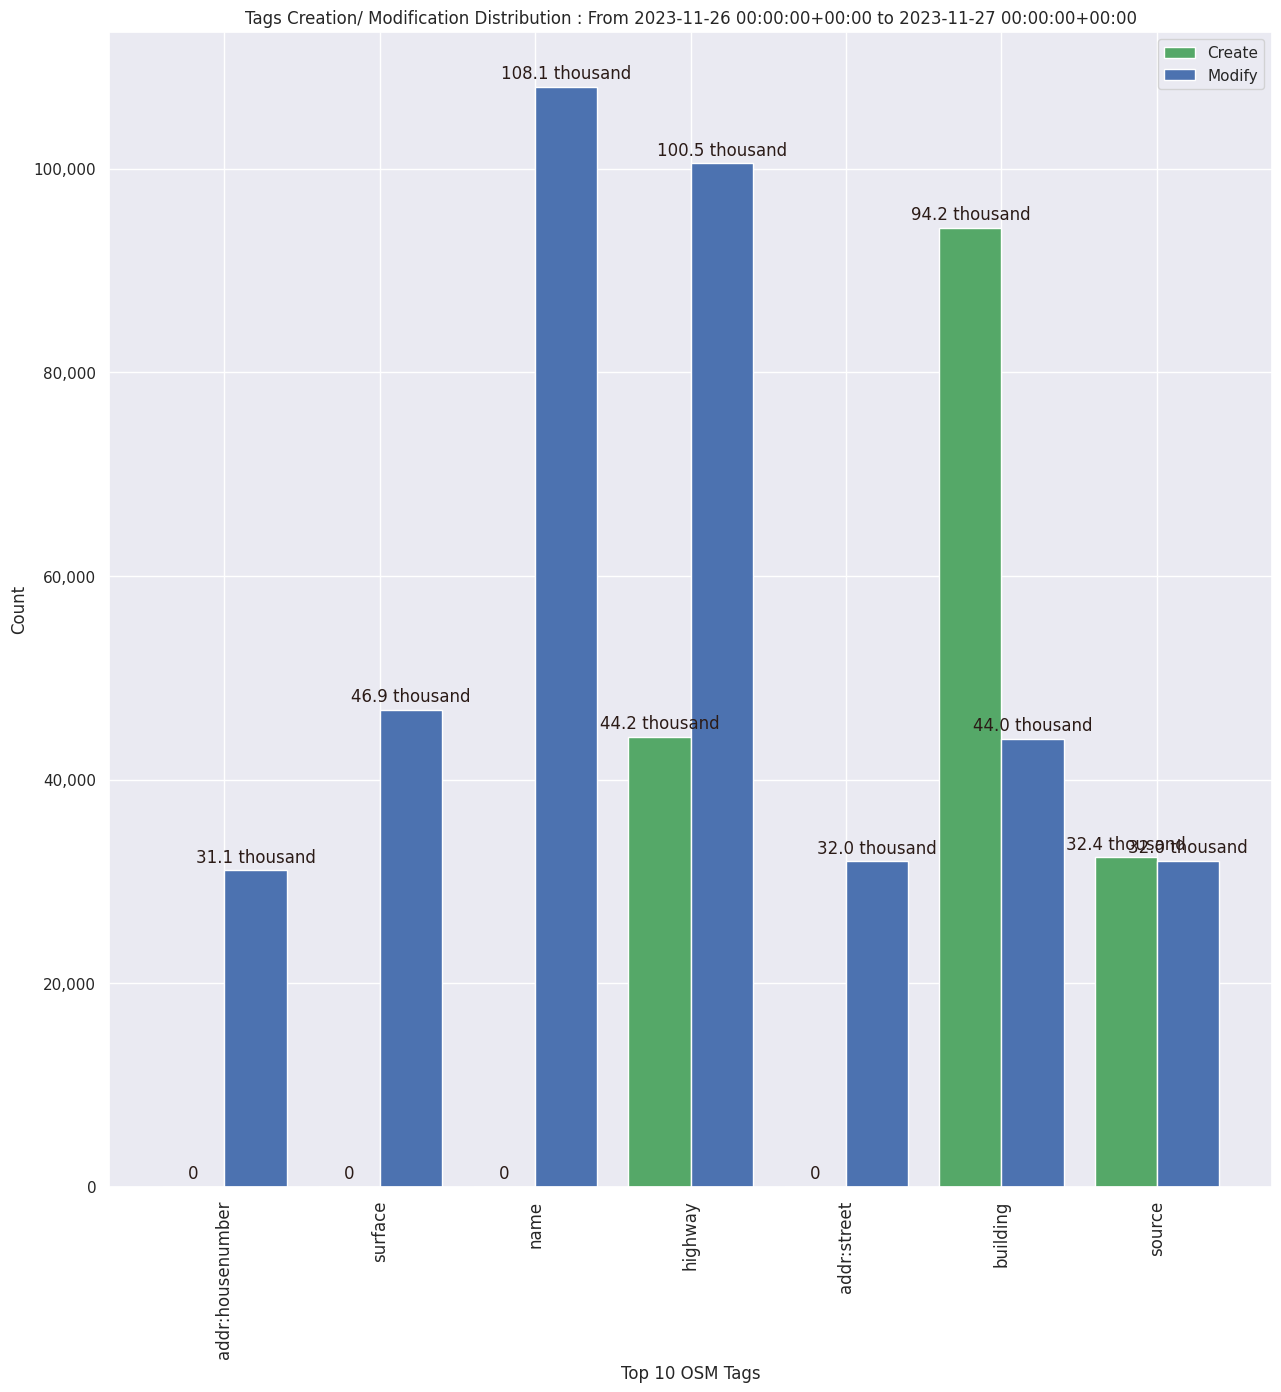 Tags Creation/ Modification Distribution : From 2023-11-26 00:00:00+00:00 to 2023-11-27 00:00:00+00:00
Create
Modify
108.1 thousand
100.5 thousand
94.2 thousand
46.9 thousand
44.2 thousand
44.0 thousand
31.1 thousand
32.0 thousand
32.4 thousand
32.0 thousand
0
0
0
0
100,000
80,000
60,000
40,000
20,000
0
Count
addr:housenumber
surface
name
highway
addr:street
building
source
Top 10 OSM Tags